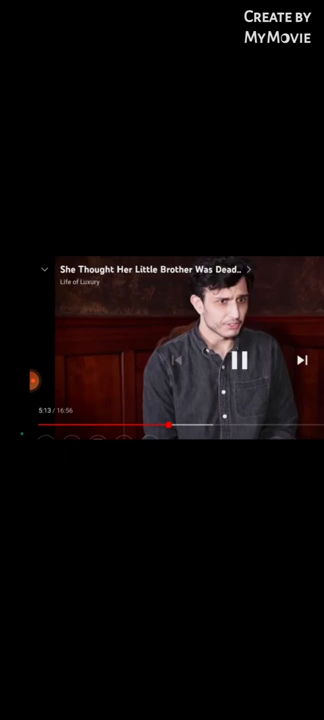 CREATE BY
MYMOVIE
She Thought Her Little Brother Was Dead..
Life of Luxury
5:13 / 16:56